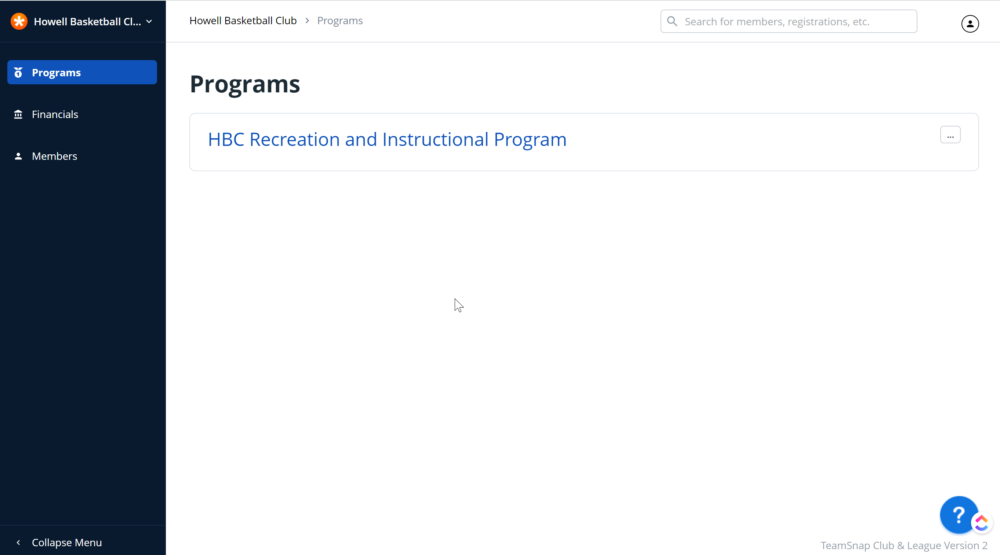 Howell Basketball Cl...
Howell Basketball Club > Programs
Search for members, registrations, etc.
Programs
Financials
Members
Programs
HBC Recreation and Instructional Program
...
?
Collapse Menu
TeamSnap Club & League Version 2